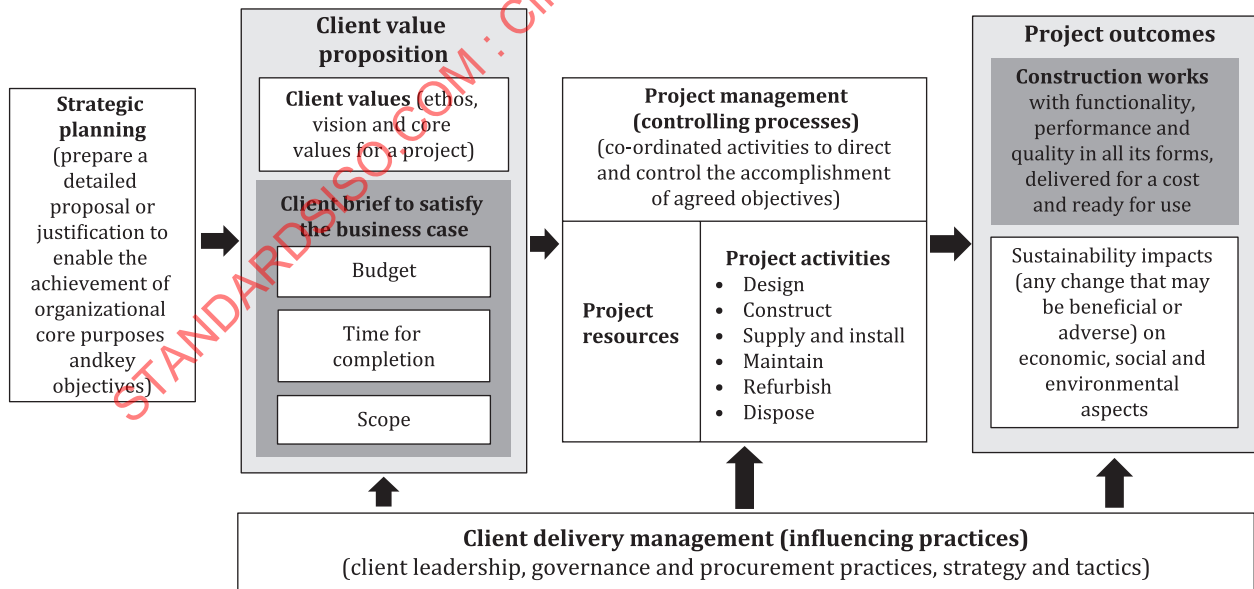 Strategic
planning
(prepare a
detailed
proposal or
justification to
enable the
achievement of
organizational
core purposes
andkey
objectives)
Client value
proposition
Client values (ethos,
vision and core
values for a project)
Client brief to satisfy
the business case
Budget
Time for
completion
Scope
Project management
(controlling processes)
(co-ordinated activities to direct
and control the accomplishment
of agreed objectives)
Project
resources
Project activities
• Design
• Construct
• Supply and install
• Maintain
• Refurbish
• Dispose
Project outcomes
Construction works
with functionality,
performance and
quality in all its forms,
delivered for a cost
and ready for use
Sustainability impacts
(any change that may
be beneficial or
adverse) on
economic, social and
environmental
aspects
Client delivery management (influencing practices)
(client leadership, governance and procurement practices, strategy and tactics)
STANDARDSISO.COM :